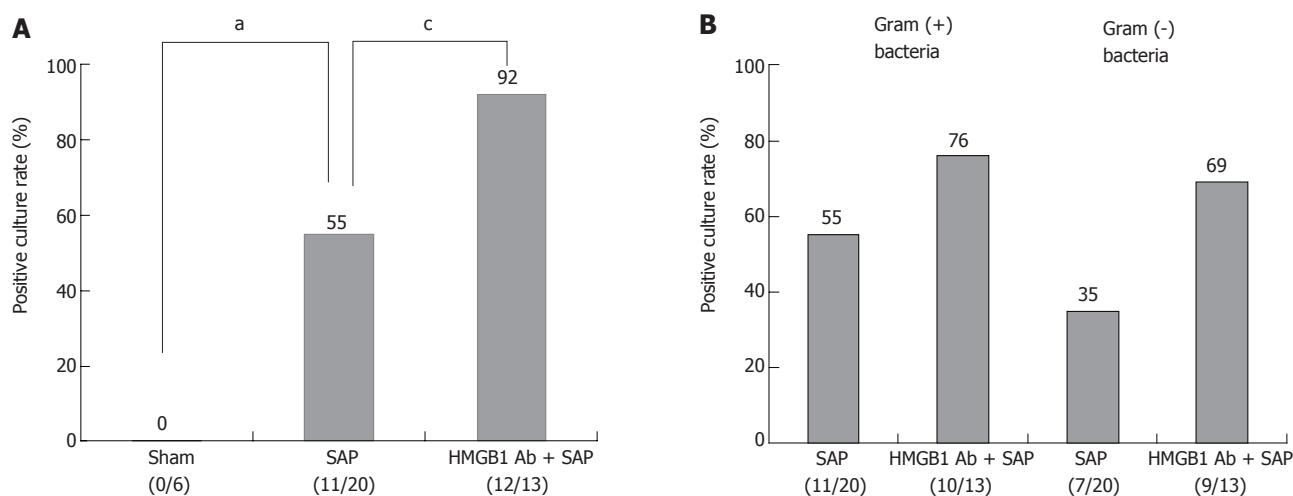 A
a
c
Positive culture rate (%)
100
80
60
40
20
0
0
55
92
Sham
SAP
HMGB1 Ab + SAP
(0/6)
(11/20)
(12/13)
B
Gram (+)
bacteria
Gram (-)
bacteria
Positive culture rate (%)
100
80
60
40
20
0
55
76
35
69
SAP
HMGB1 Ab + SAP
SAP
HMGB1 Ab + SAP
(11/20)
(10/13)
(7/20)
(9/13)